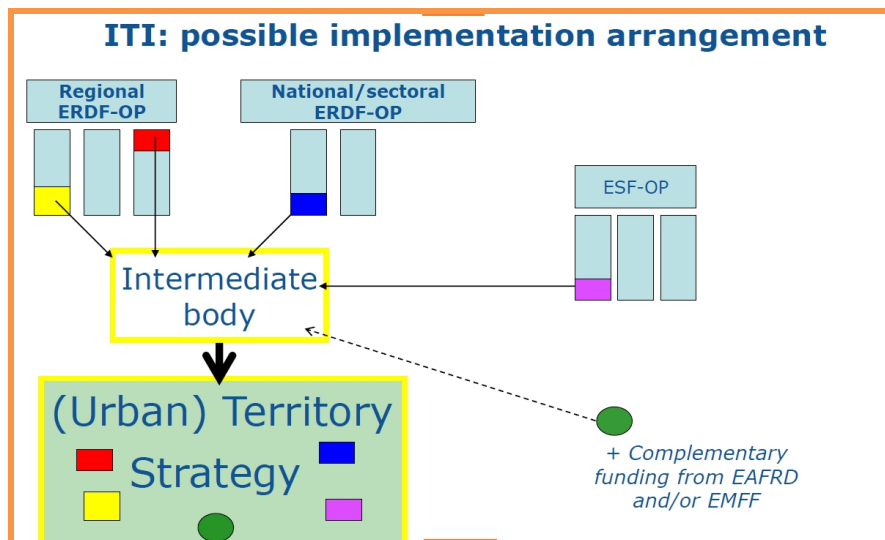 ITI: possible implementation arrangement
Regional
ERDF-OP
National/sectoral
ERDF-OP
ESF-OP
Intermediate
body
(Urban) Territory
Strategy
+ Complementary
funding from EAFRD
and/or EMFF